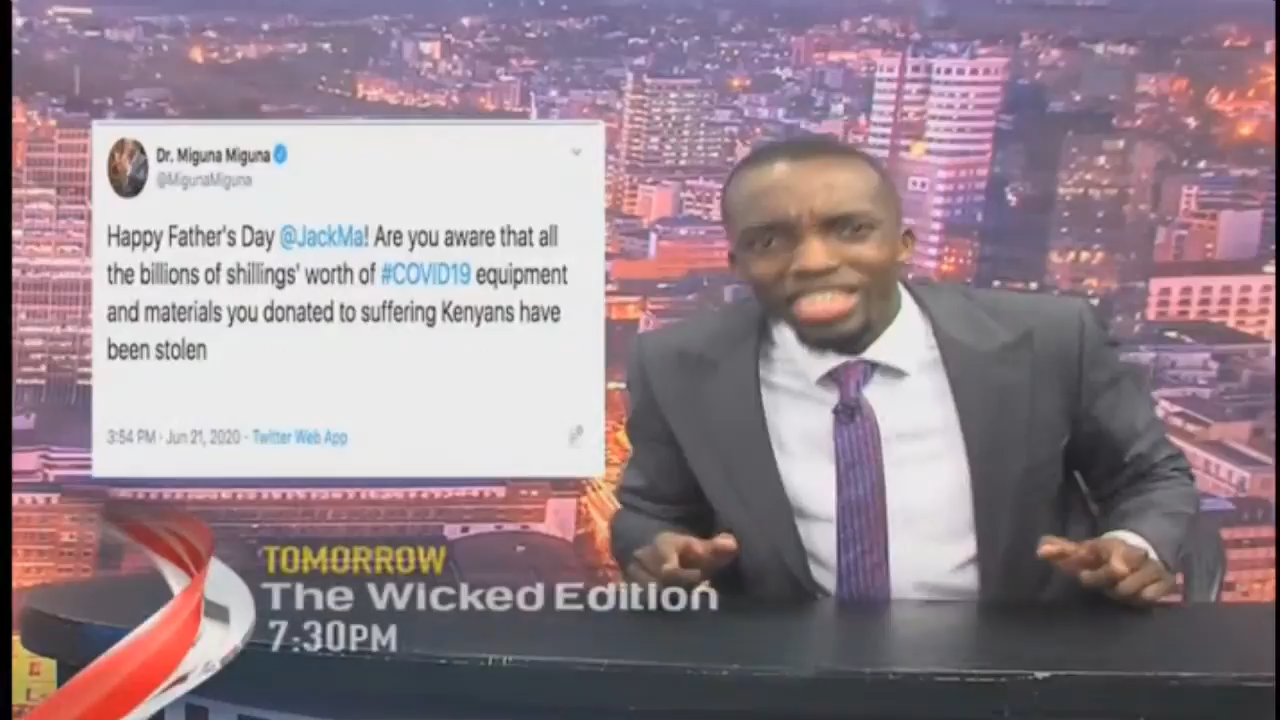 Dr. Miguna Miguna
@MigunaMiguna
Happy Father's Day @JackMa! Are you aware that all
the billions of shillings' worth of #COVID19 equipment
and materials you donated to suffering Kenyans have
been stolen
3:54 PM · Jun 21, 2020 · Twitter Web App
TOMORROW
The Wicked Edition
7:30PM